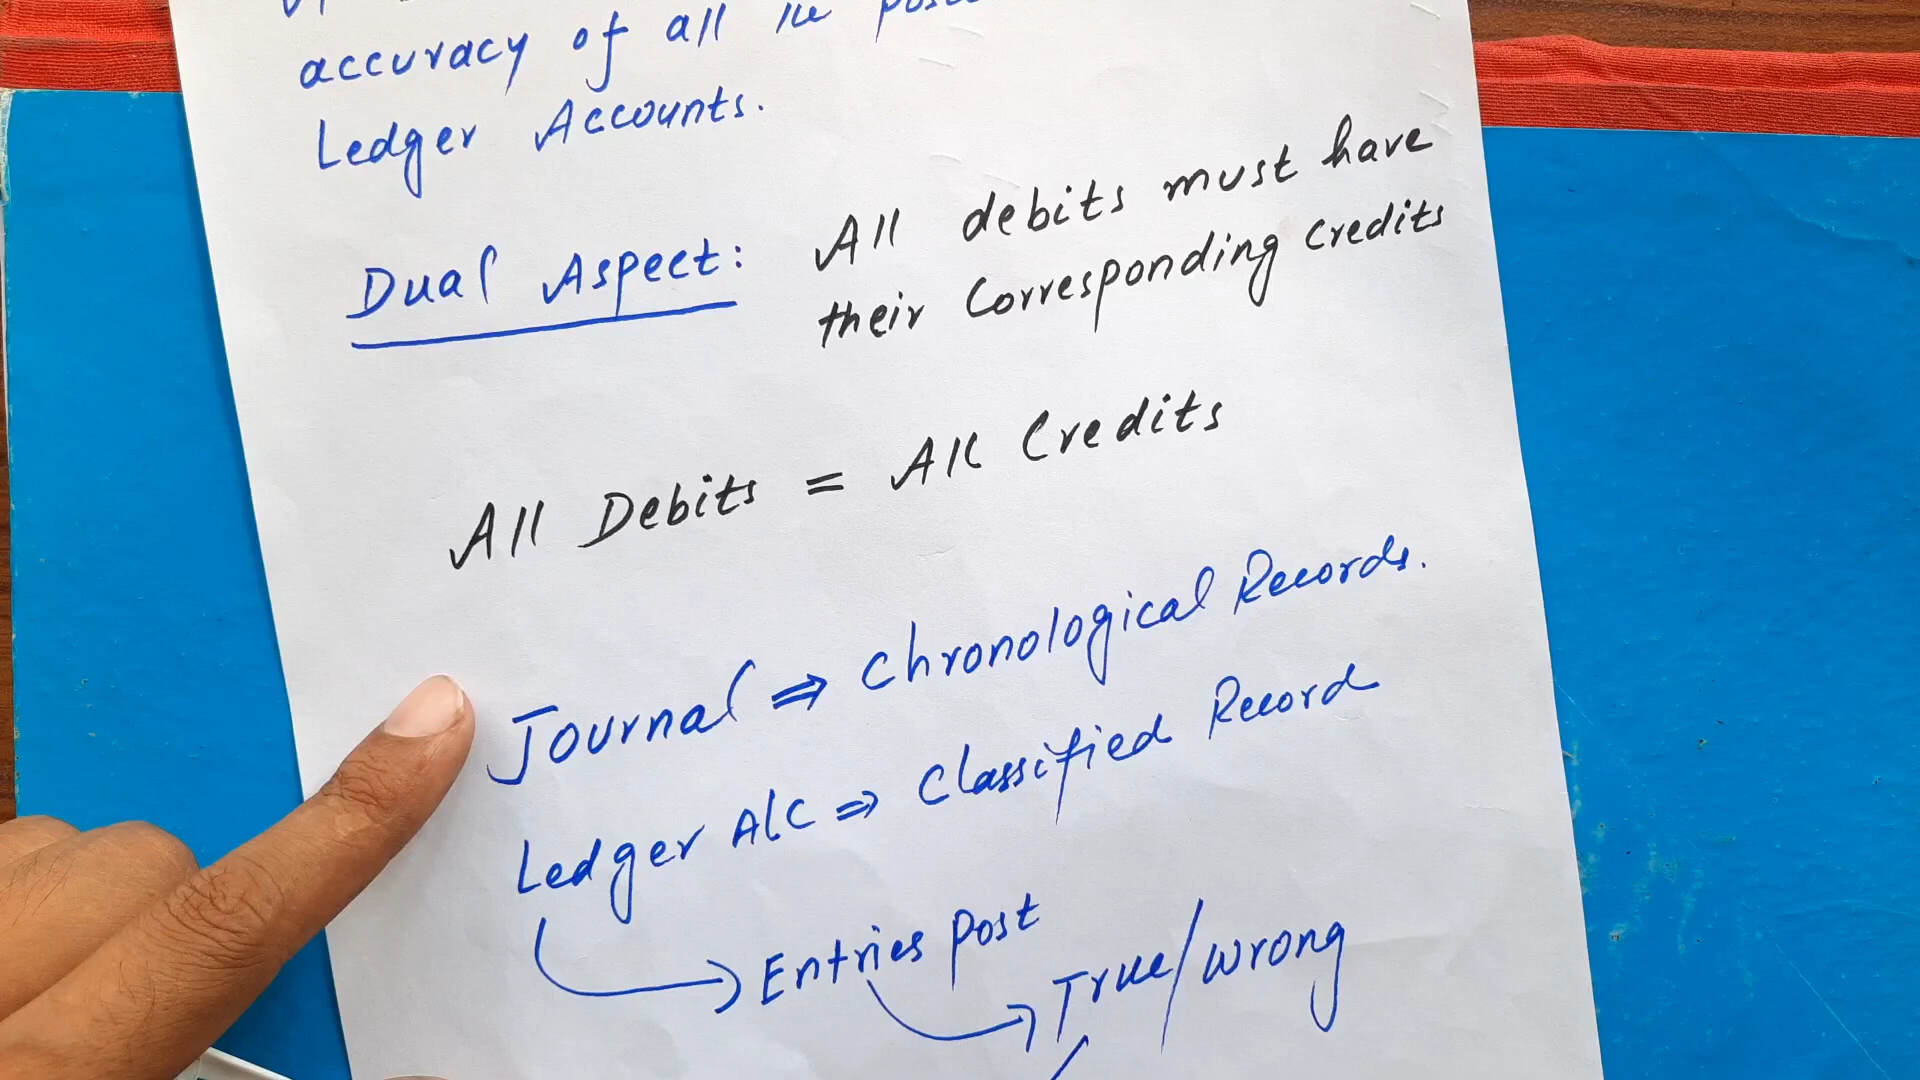 accuracy of all the
Ledger Accounts.
Dual Aspect: All debits must have
their Corresponding Credits
All Debits = All Credits
Journal ⇒ Chronological Records.
Ledger A/C ⇒ Classified Record
→ Entries post
→ True/wrong